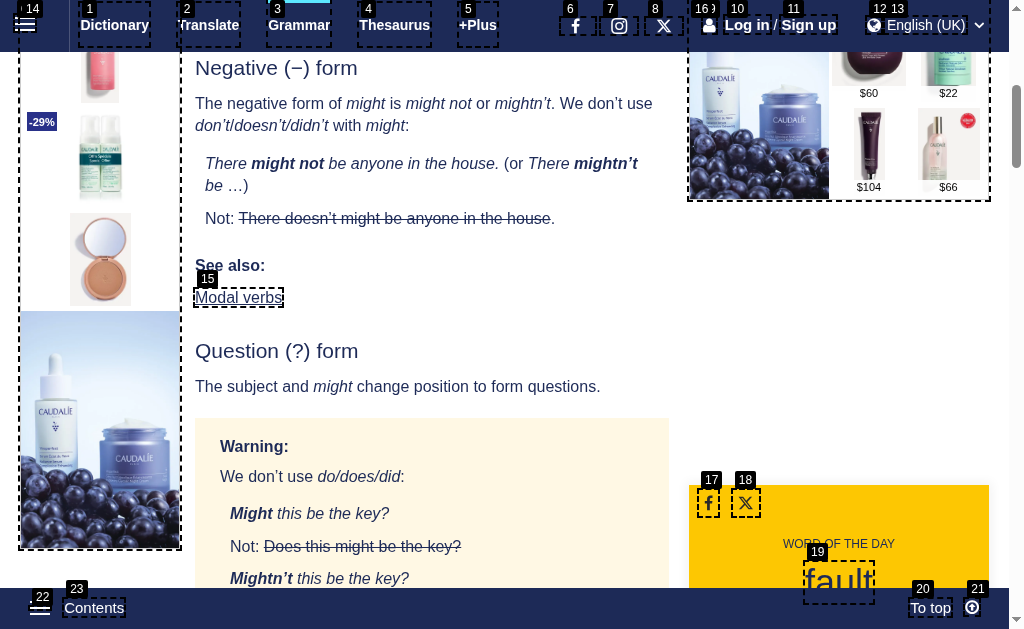 14 1 2 3 4 5 6 7 8 16 9 10 11 12 13
Dictionary Translate Grammar Thesaurus +Plus Log in / Sign up English (UK)
Negative (−) form
The negative form of might is might not or mightn’t. We don’t use
don’t/doesn’t/didn’t with might:
There might not be anyone in the house. (or There mightn’t
be …)
Not: There doesn’t might be anyone in the house.
See also:
15
Modal verbs
Question (?) form
The subject and might change position to form questions.
Warning:
We don’t use do/does/did:
Might this be the key?
Not: Does this might be the key?
Mightn’t this be the key?
-29%
CAUDALÍE
CAUDALÍE
$60 $22
$104 $66
CAUDALÍE
CAUDALÍE
17 18
WORD OF THE DAY
19
fault
22 23 20 21
Contents To top